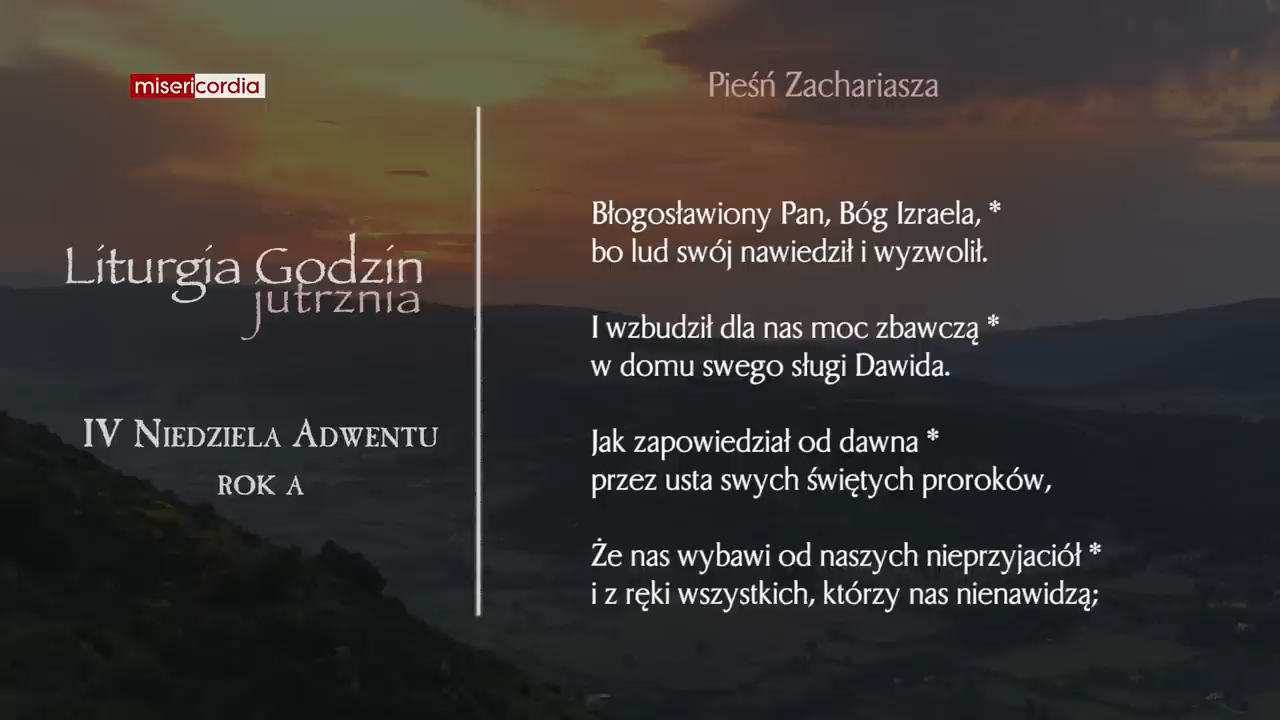 misericordia
Pieśń Zachariasza
Liturgia Godzin
jutrznia
IV Niedziela Adwentu
rok A
Błogosławiony Pan, Bóg Izraela, *
bo lud swój nawiedził i wyzwolił.
I wzbudził dla nas moc zbawczą *
w domu swego sługi Dawida.
Jak zapowiedział od dawna *
przez usta swych świętych proroków,
Że nas wybawi od naszych nieprzyjaciół *
i z ręki wszystkich, którzy nas nienawidzą;